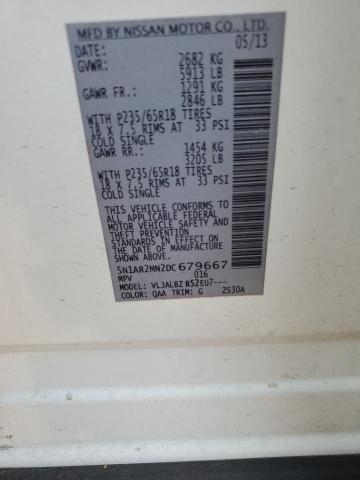 MFD BY NISSAN MOTOR CO., LTD.
DATE: 05/13
GVWR: 2682 KG
5913 LB
GAWR FR: 1291 KG
2846 LB
WITH P235/65R18 TIRES
18 X 7.5 RIMS AT 33 PSI
COLD SINGLE
GAWR RR: 1454 KG
3205 LB
WITH P235/65R18 TIRES
18 X 7.5 RIMS AT 33 PSI
COLD SINGLE
THIS VEHICLE CONFORMS TO
ALL APPLICABLE FEDERAL
MOTOR VEHICLE SAFETY AND
THEFT PREVENTION
STANDARDS IN EFFECT ON
THE DATE OF MANUFACTURE
5N1AR2MN2DC679667
MPV 016
MODEL: VLJALBZ R52EU7---
COLOR: QAA TRIM: G ZS30A